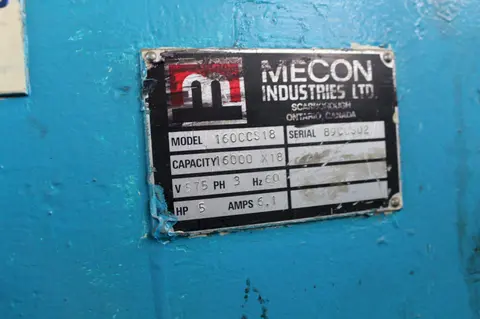 m
MECON
INDUSTRIES LTD.
SCARBOROUGH
ONTARIO, CANADA
MODEL 160CCS18 SERIAL
CAPACITY 16000 X18
V 575 PH 3 Hz 60
HP 5 AMPS 6.1